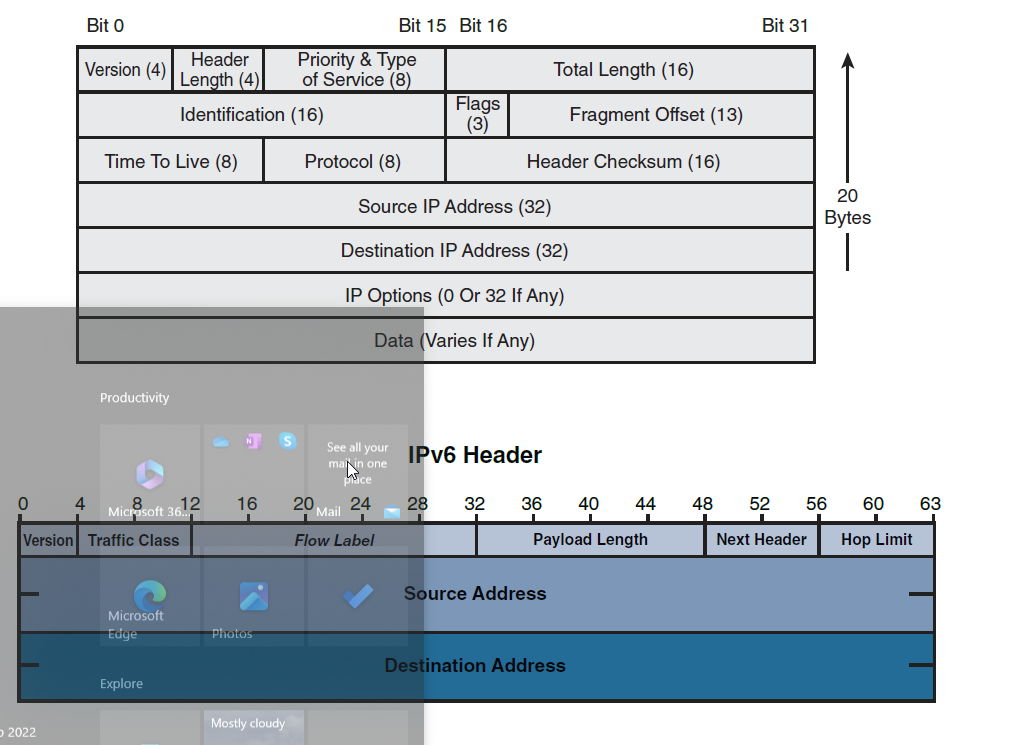 Bit 0 Bit 15 Bit 16 Bit 31
Version (4) Header Length (4) Priority & Type of Service (8) Total Length (16)
Identification (16) Flags (3) Fragment Offset (13)
Time To Live (8) Protocol (8) Header Checksum (16)
Source IP Address (32)
20 Bytes
Destination IP Address (32)
IP Options (0 Or 32 If Any)
Data (Varies If Any)
Productivity
See all your
mail in one
place
IPv6 Header
0 4 8 12 16 20 24 28 32 36 40 44 48 52 56 60 63
Microsoft 36... Mail
Version Traffic Class Flow Label Payload Length Next Header Hop Limit
Source Address
Microsoft
Edge Photos
Destination Address
Explore
Mostly cloudy
2022